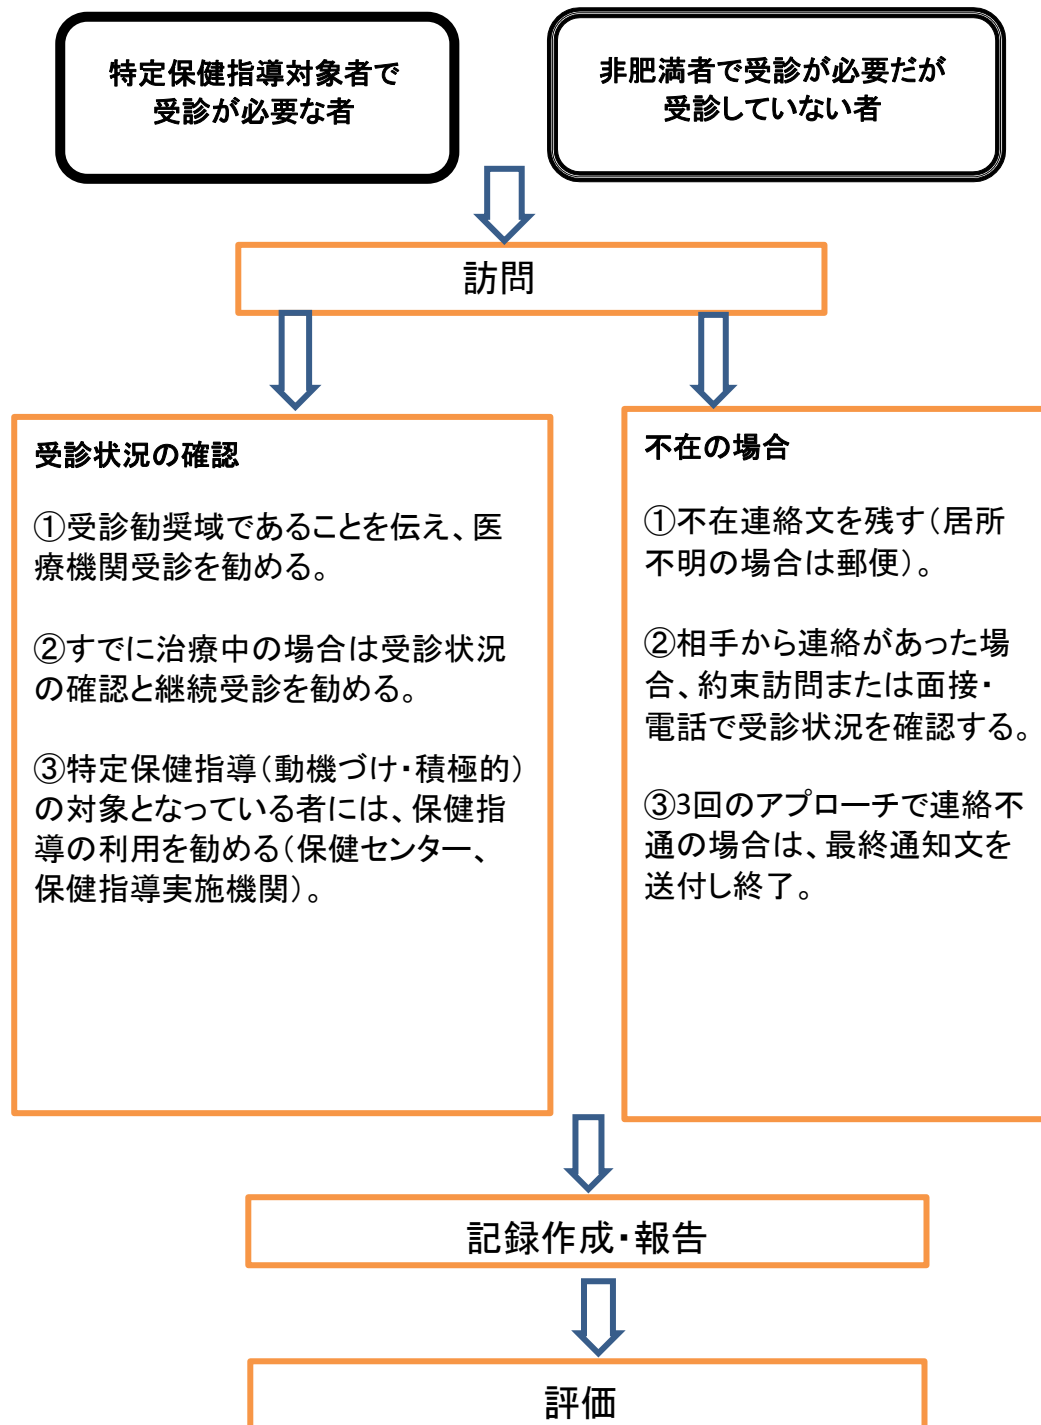 特定保健指導対象者で
受診が必要な者
非肥満者で受診が必要だが
受診していない者
訪問
受診状況の確認
①受診勧奨域であることを伝え、医
療機関受診を勧める。
②すでに治療中の場合は受診状況
の確認と継続受診を勧める。
③特定保健指導（動機づけ・積極的）
の対象となっている者には、保健指
導の利用を勧める（保健センター、
保健指導実施機関）。
不在の場合
①不在連絡文を残す（居所
不明の場合は郵便）。
②相手から連絡があった場
合、約束訪問または面接・
電話で受診状況を確認する。
③3回のアプローチで連絡不
通の場合は、最終通知文を
送付し終了。
記録作成・報告
評価